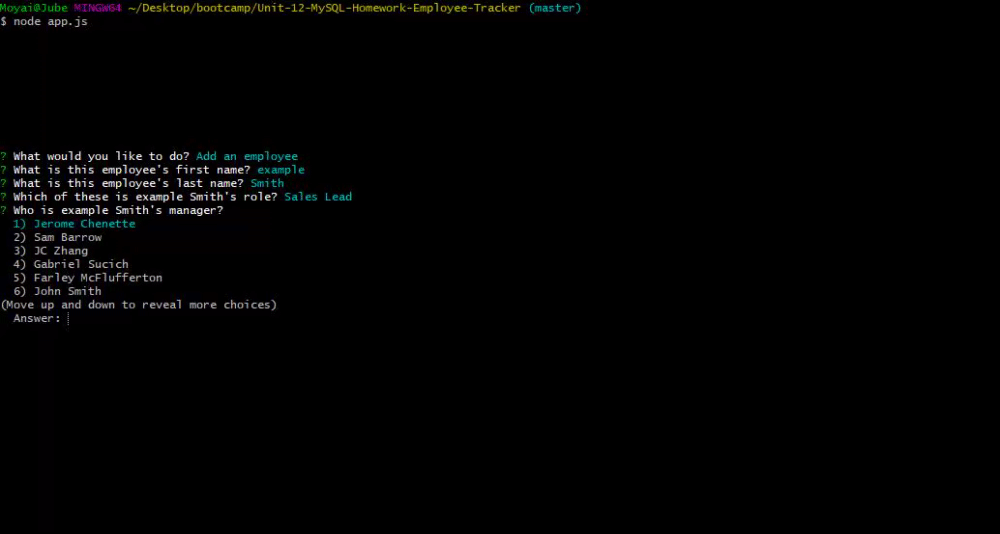 Moyai@Jube MINGW64 ~/Desktop/bootcamp/Unit-12-MySQL-Homework-Employee-Tracker (master)
$ node app.js
? What would you like to do? Add an employee
? What is this employee's first name? example
? What is this employee's last name? Smith
? Which of these is example Smith's role? Sales Lead
? Who is example Smith's manager?
1) Jerome Chenette
2) Sam Barrow
3) JC Zhang
4) Gabriel Sucich
5) Farley McFlufferton
6) John Smith
(Move up and down to reveal more choices)
Answer: